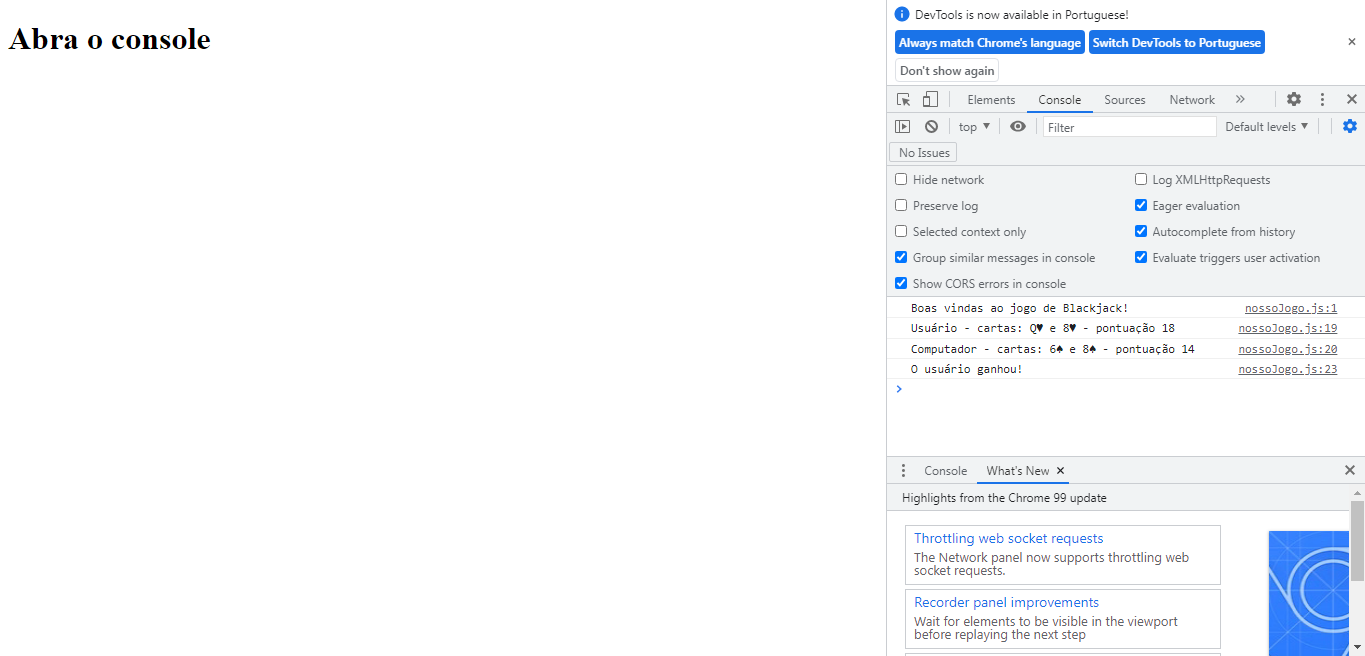 Abra o console
DevTools is now available in Portuguese!
Always match Chrome's language Switch DevTools to Portuguese
Don't show again
Elements Console Sources Network
top Filter Default levels
No Issues
Hide network Log XMLHttpRequests
Preserve log Eager evaluation
Selected context only Autocomplete from history
Group similar messages in console Evaluate triggers user activation
Show CORS errors in console
Boas vindas ao jogo de Blackjack! nossoJogo.js:1
Usuário - cartas: Q♥ e 8♥ - pontuação 18 nossoJogo.js:19
Computador - cartas: 6♠ e 8♠ - pontuação 14 nossoJogo.js:20
O usuário ganhou! nossoJogo.js:23
Console What's New
Highlights from the Chrome 99 update
Throttling web socket requests
The Network panel now supports throttling web
socket requests.
Recorder panel improvements
Wait for elements to be visible in the viewport
before replaying the next step